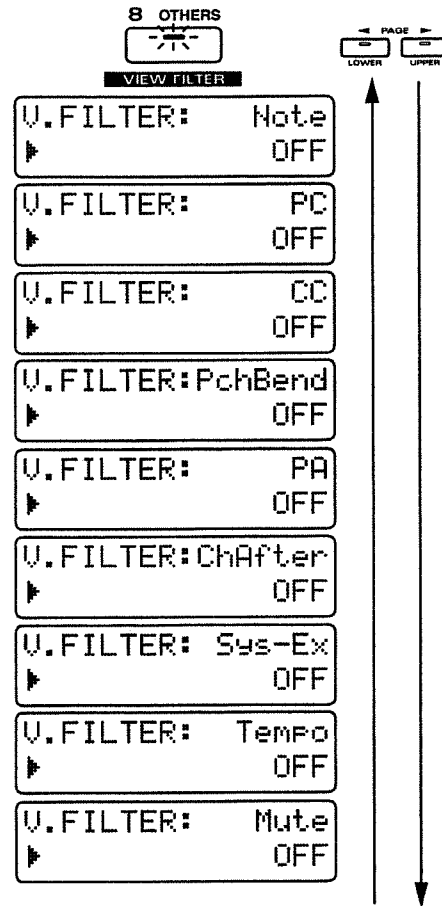 8 OTHERS
◄ PAGE ►
LOWER UPPER
VIEW FILTER
V.FILTER: Note
OFF
V.FILTER: PC
OFF
V.FILTER: CC
OFF
V.FILTER:PchBend
OFF
V.FILTER: PA
OFF
V.FILTER:ChAfter
OFF
V.FILTER: Sys-Ex
OFF
V.FILTER: Tempo
OFF
V.FILTER: Mute
OFF